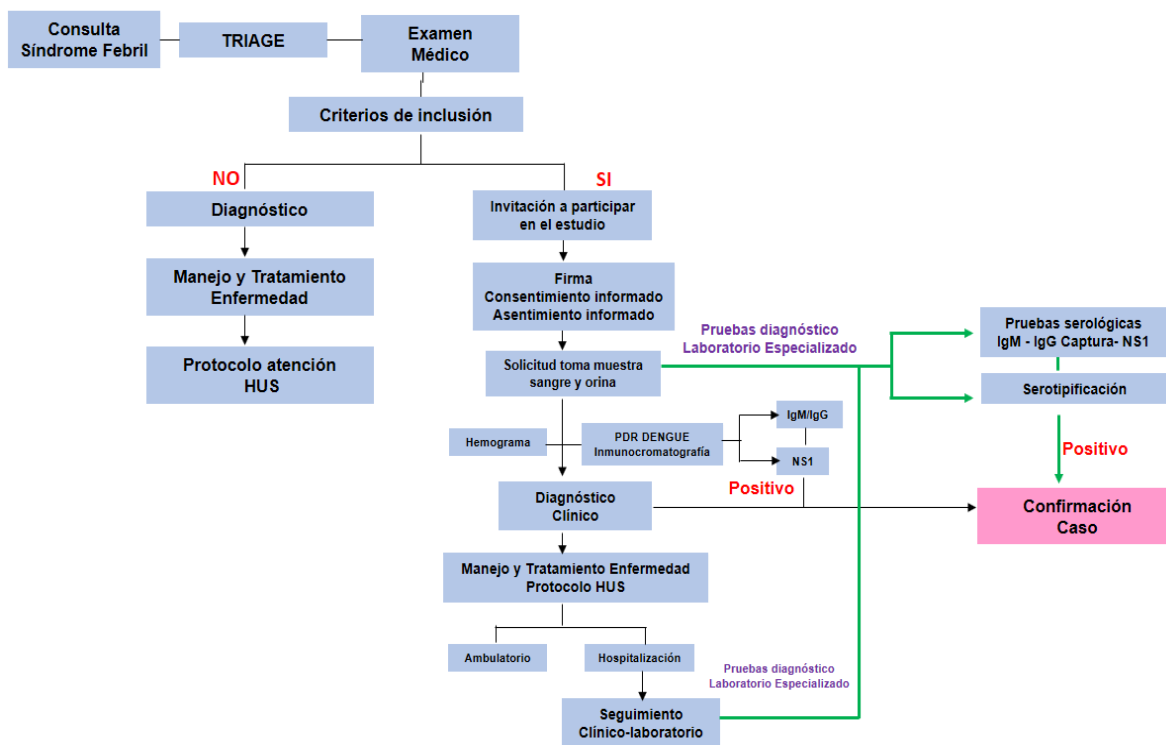 Consulta
Síndrome Febril
TRIAGE
Examen
Médico
Criterios de inclusión
NO
SI
Diagnóstico
Manejo y Tratamiento
Enfermedad
Protocolo atención
HUS
Invitación a participar
en el estudio
Firma
Consentimiento informado
Asentimiento informado
Solicitud toma muestra
sangre y orina
Pruebas diagnóstico
Laboratorio Especializado
Pruebas serológicas
IgM - IgG Captura- NS1
Serotipificación
Positivo
Confirmación
Caso
Hemograma
PDR DENGUE
Inmunocromatografía
IgM/IgG
NS1
Positivo
Diagnóstico
Clínico
Manejo y Tratamiento Enfermedad
Protocolo HUS
Ambulatorio
Hospitalización
Pruebas diagnóstico
Laboratorio Especializado
Seguimiento
Clínico-laboratorio